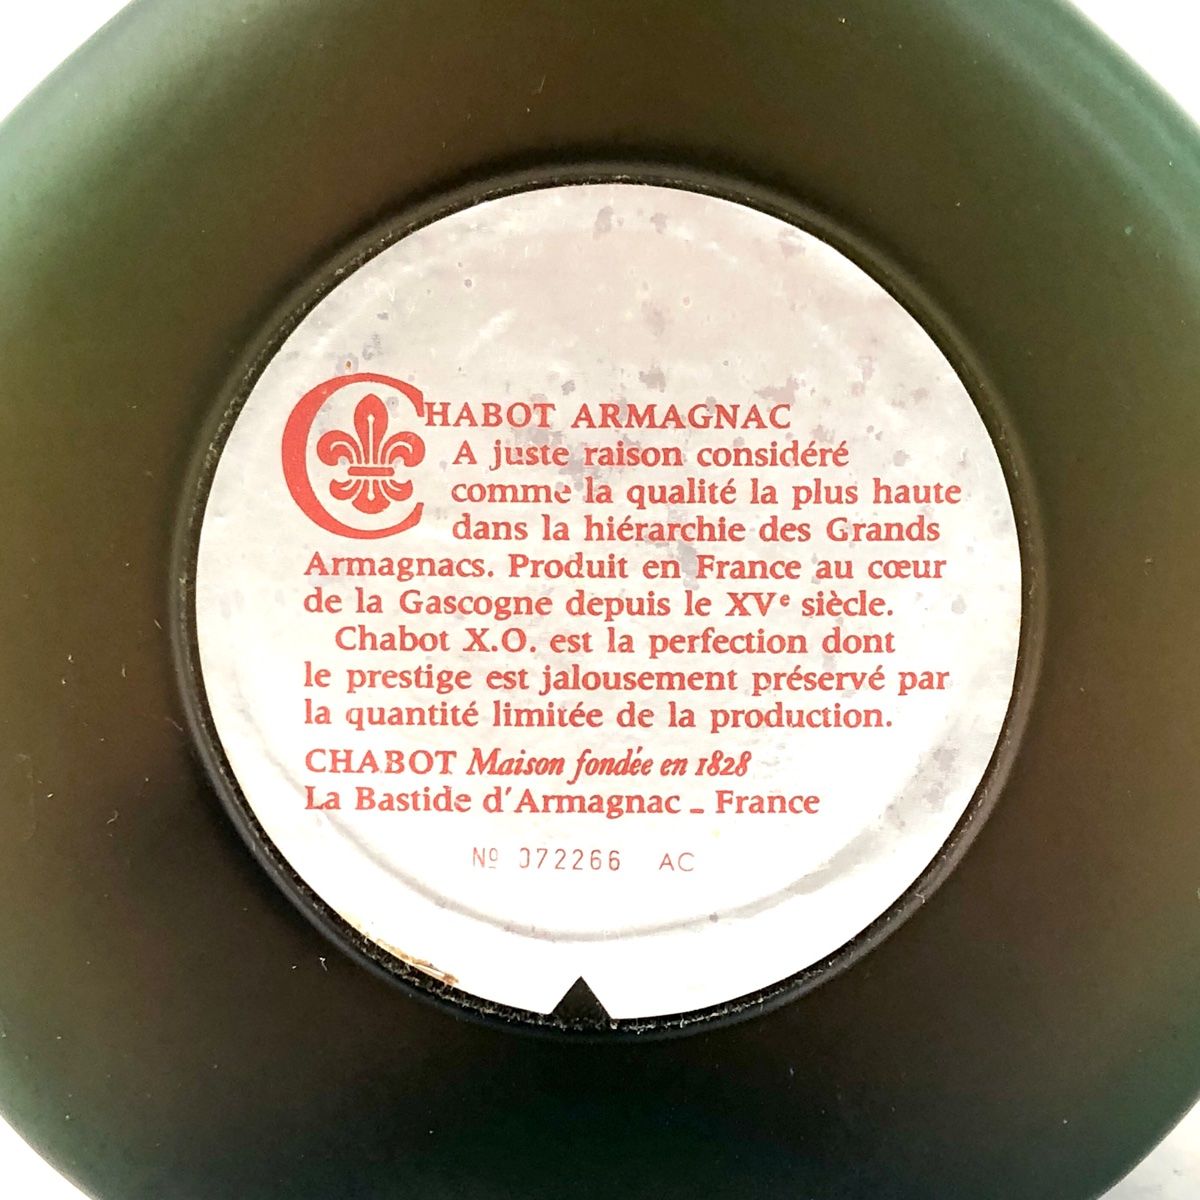 CHABOT ARMAGNAC
A juste raison considéré
comme la qualité la plus haute
dans la hiérarchie des Grands
Armagnacs. Produit en France au cœur
de la Gascogne depuis le XVᵉ siècle.
Chabot X.O. est la perfection dont
le prestige est jalousement préservé par
la quantité limitée de la production.
CHABOT Maison fondée en 1828
La Bastide d'Armagnac - France
Nº 072266 AC